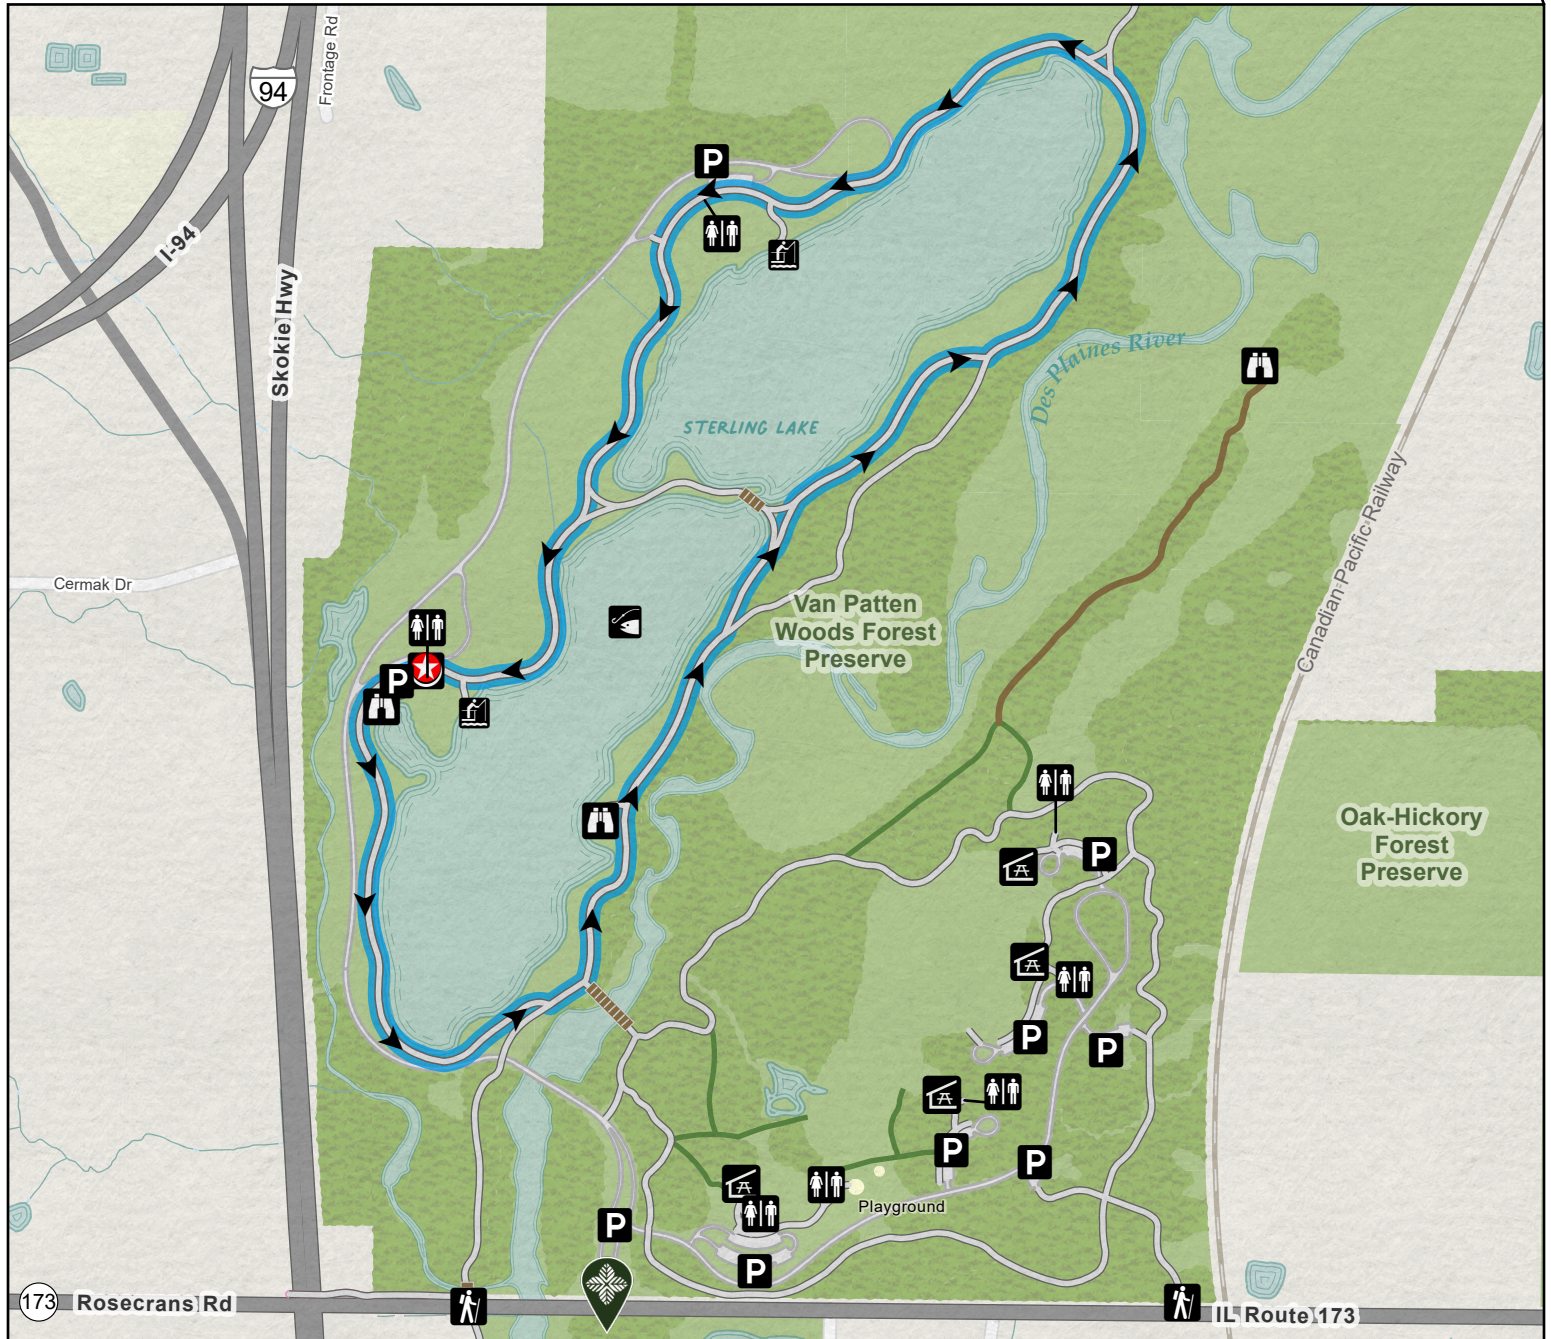 Frontage Rd
94
P
I-94
Skokie Hwy
Des Plaines River
STERLING LAKE
Canadian Pacific Railway
Cermak Dr
Van Patten
Woods Forest
Preserve
P
Oak-Hickory
Forest
Preserve
P
P
P
P
P
Playground
P
P
173
Rosecrans Rd
IL Route 173